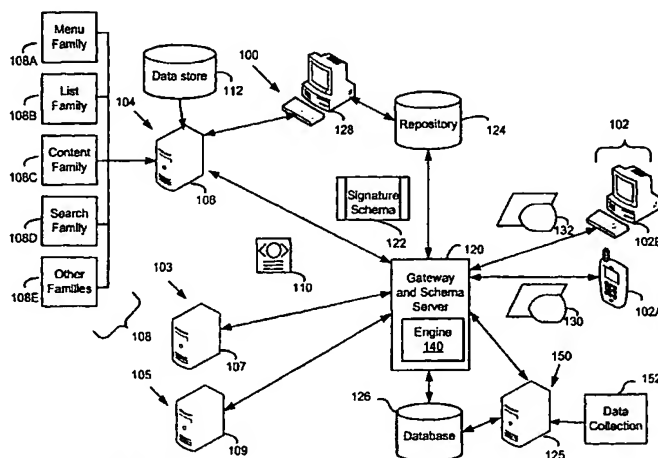 108A
Menu
Family
108B
List
Family
108C
Content
Family
108D
Search
Family
108E
Other
Families
108
104
Data store
112
106
100
128
Repository
124
Signature
Schema
122
110
120
Gateway
and Schema
Server
Engine
140
102
132
102B
130
102A
103
107
105
109
126
Database
150
125
152
Data
Collection